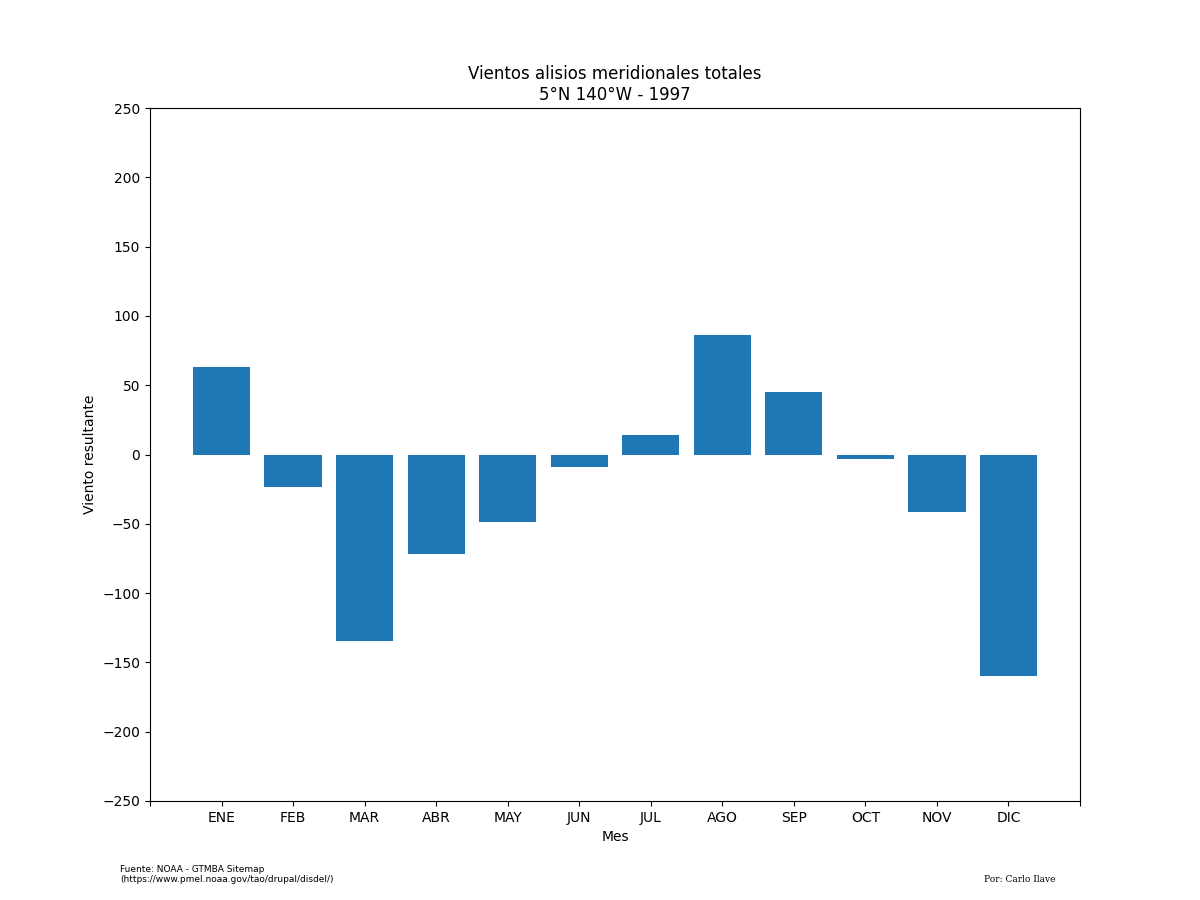 Vientos alisios meridionales totales
5°N 140°W - 1997
250
200
150
100
50
0
−50
−100
−150
−200
−250
Viento resultante
ENE FEB MAR ABR MAY JUN JUL AGO SEP OCT NOV DIC
Mes
Fuente: NOAA - GTMBA Sitemap
(https://www.pmel.noaa.gov/tao/drupal/disdel/)
Por: Carlo Ilave